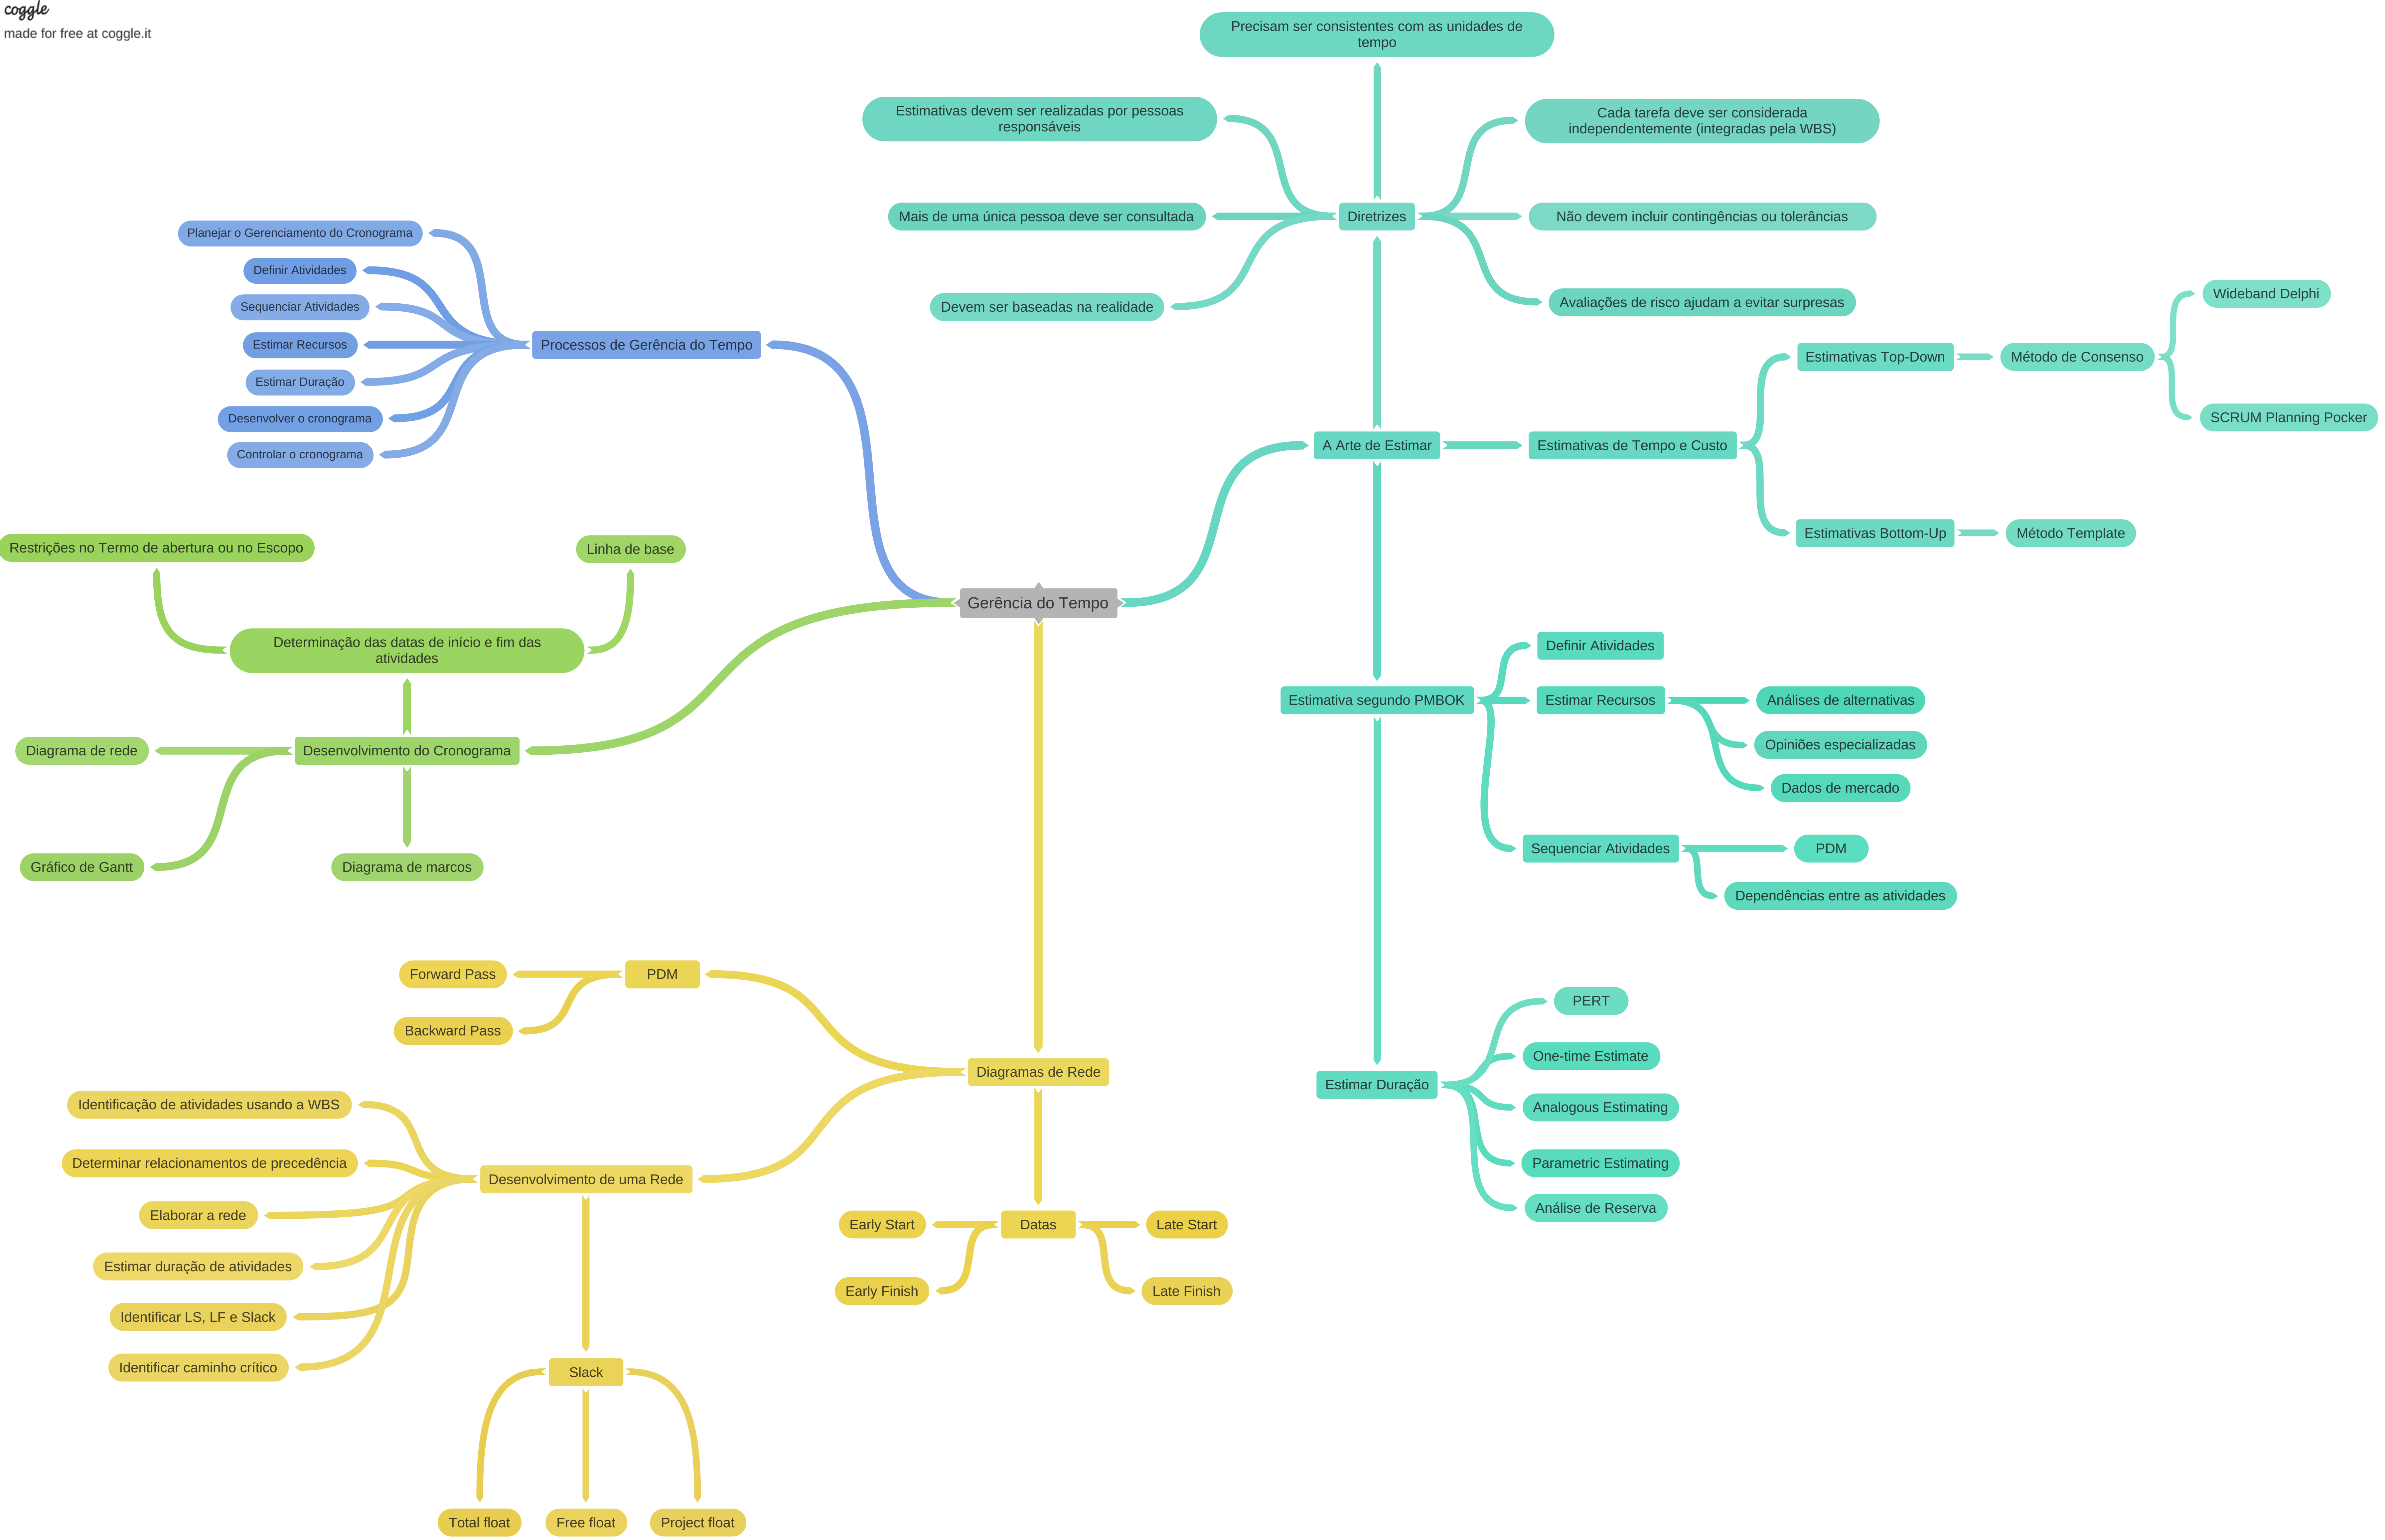 coggle
made for free at coggle.it
Precisam ser consistentes com as unidades de
tempo
Estimativas devem ser realizadas por pessoas
responsáveis
Cada tarefa deve ser considerada
independentemente (integradas pela WBS)
Mais de uma única pessoa deve ser consultada
Diretrizes
Não devem incluir contingências ou tolerâncias
Devem ser baseadas na realidade
Avaliações de risco ajudam a evitar surpresas
Planejar o Gerenciamento do Cronograma
Definir Atividades
Sequenciar Atividades
Estimar Recursos
Estimar Duração
Desenvolver o cronograma
Controlar o cronograma
Processos de Gerência do Tempo
A Arte de Estimar
Estimativas de Tempo e Custo
Estimativas Top-Down
Método de Consenso
Wideband Delphi
SCRUM Planning Pocker
Estimativas Bottom-Up
Método Template
Restrições no Termo de abertura ou no Escopo
Linha de base
Gerência do Tempo
Determinação das datas de início e fim das
atividades
Diagrama de rede
Desenvolvimento do Cronograma
Gráfico de Gantt
Diagrama de marcos
Estimativa segundo PMBOK
Definir Atividades
Estimar Recursos
Análises de alternativas
Opiniões especializadas
Dados de mercado
Sequenciar Atividades
PDM
Dependências entre as atividades
Forward Pass
PDM
Backward Pass
Diagramas de Rede
Estimar Duração
PERT
One-time Estimate
Analogous Estimating
Parametric Estimating
Análise de Reserva
Identificação de atividades usando a WBS
Determinar relacionamentos de precedência
Desenvolvimento de uma Rede
Elaborar a rede
Estimar duração de atividades
Identificar LS, LF e Slack
Identificar caminho crítico
Early Start
Datas
Late Start
Early Finish
Late Finish
Slack
Total float
Free float
Project float